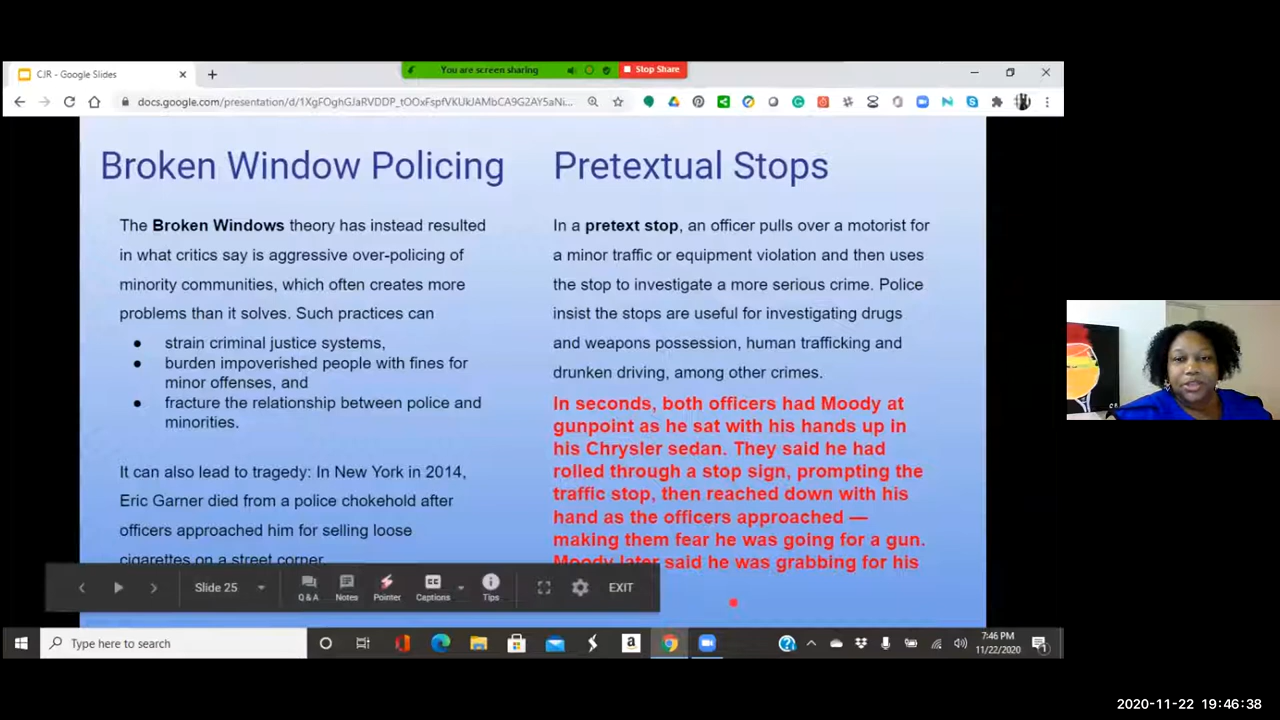 CJR - Google Slides
You are screen sharing
Stop Share
docs.google.com/presentation/d/1XgFOghGJaRVDDP_tOOxFspfVKUkJAMbCA9G2AY5aNi...
Broken Window Policing
The Broken Windows theory has instead resulted
in what critics say is aggressive over-policing of
minority communities, which often creates more
problems than it solves. Such practices can
● strain criminal justice systems,
● burden impoverished people with fines for
minor offenses, and
● fracture the relationship between police and
minorities.
It can also lead to tragedy: In New York in 2014,
Eric Garner died from a police chokehold after
officers approached him for selling loose
cigarettes on a street corner.
Pretextual Stops
In a pretext stop, an officer pulls over a motorist for
a minor traffic or equipment violation and then uses
the stop to investigate a more serious crime. Police
insist the stops are useful for investigating drugs
and weapons possession, human trafficking and
drunken driving, among other crimes.
In seconds, both officers had Moody at
gunpoint as he sat with his hands up in
his Chrysler sedan. They said he had
rolled through a stop sign, prompting the
traffic stop, then reached down with his
hand as the officers approached —
making them fear he was going for a gun.
Moody later said he was grabbing for his
Slide 25
Q & A
Notes
Pointer
CC
Captions
Tips
EXIT
Type here to search
7:46 PM
11/22/2020
2020-11-22 19:46:38